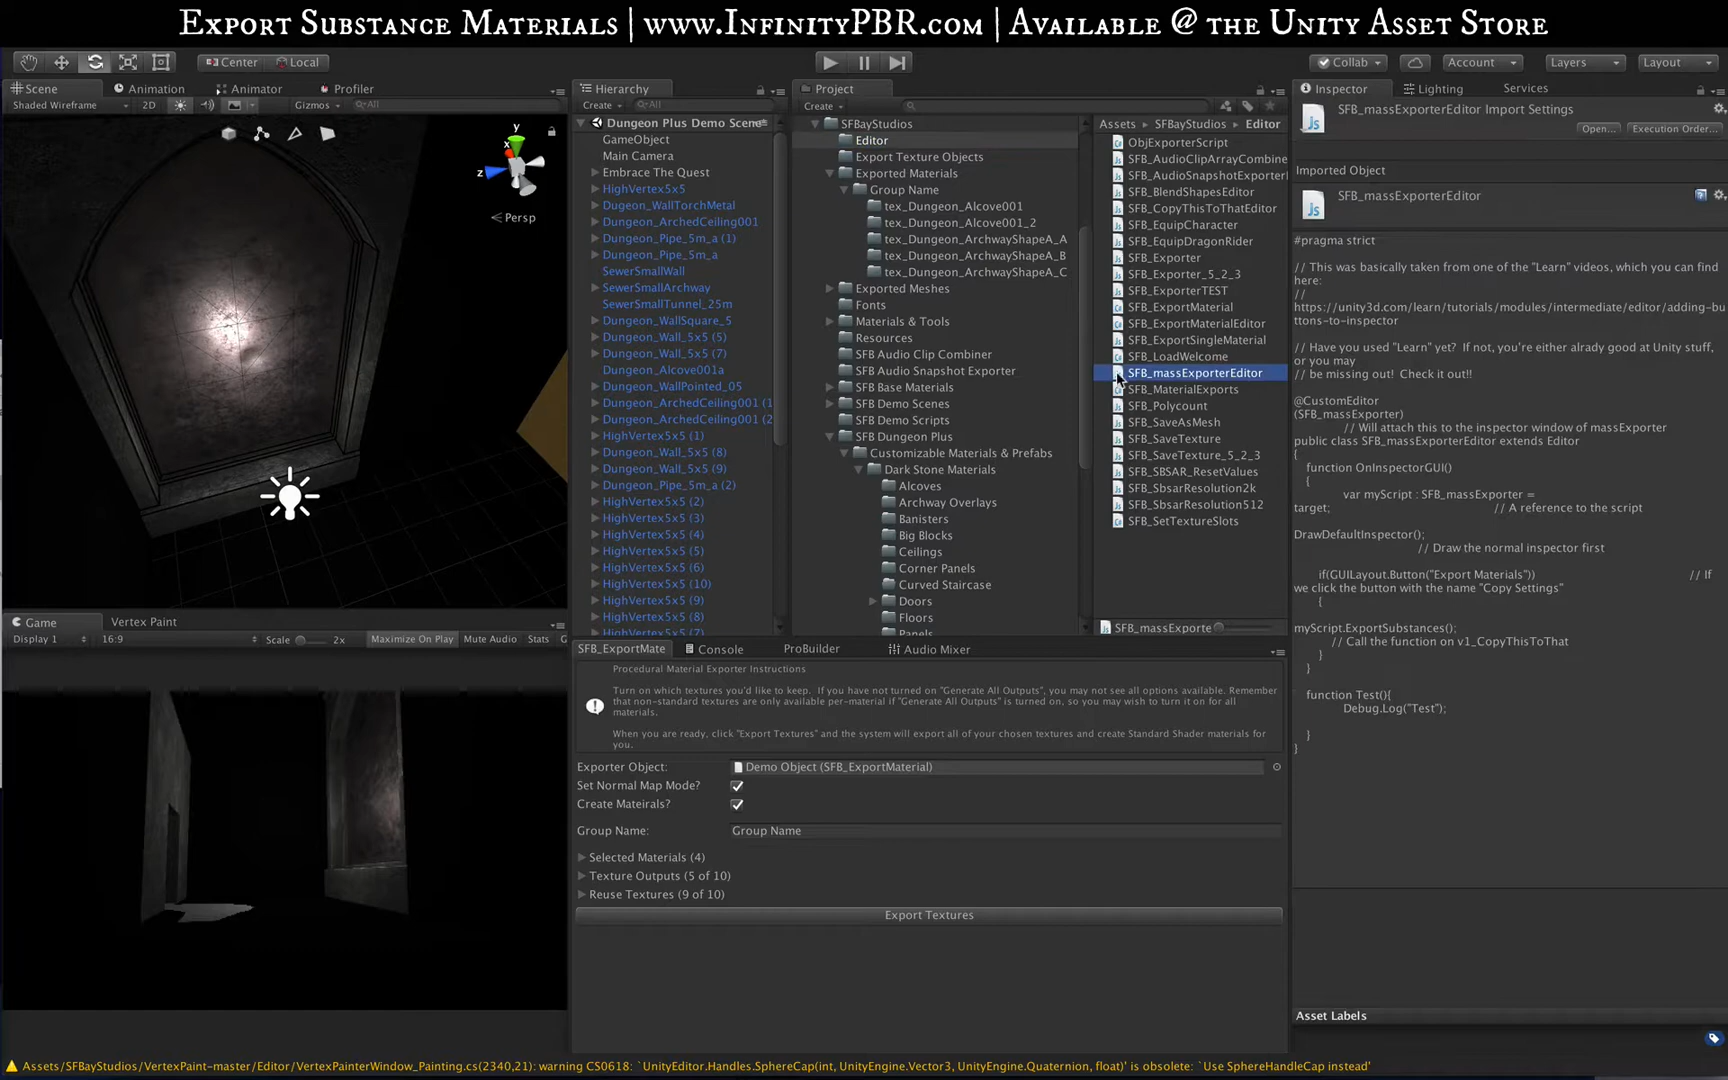 Export Substance Materials | www.InfinityPBR.com | Available @ the Unity Asset Store
Center
Local
Collab
Account
Layers
Layout
Scene
Animation
Animator
Profiler
Shaded Wireframe
2D
Gizmos
All
y
x
z
Persp
Hierarchy
Create
All
Dungeon Plus Demo Scene
GameObject
Main Camera
Embrace The Quest
HighVertex5x5
Dugeon_WallTorchMetal
Dungeon_ArchedCeiling001
Dungeon_Pipe_5m_a (1)
Dungeon_Pipe_5m_a
SewerSmallWall
SewerSmallArchway
SewerSmallTunnel_25m
Dungeon_WallSquare_5
Dungeon_Wall_5x5 (5)
Dungeon_Wall_5x5 (7)
Dungeon_Alcove01a
Dungeon_WallPointed_05
Dungeon_ArchedCeiling001 (1
Dungeon_ArchedCeiling001 (2
HighVertex5x5 (1)
Dungeon_Wall_5x5 (8)
Dungeon_Wall_5x5 (9)
Dungeon_Pipe_5m_a (2)
HighVertex5x5 (2)
HighVertex5x5 (3)
HighVertex5x5 (4)
HighVertex5x5 (5)
HighVertex5x5 (6)
HighVertex5x5 (10)
HighVertex5x5 (9)
HighVertex5x5 (8)
HighVertex5x5 (7)
Project
Create
SFBayStudios
Editor
Export Texture Objects
Exported Materials
Group Name
tex_Dungeon_Alcove001
tex_Dungeon_Alcove001_2
tex_Dungeon_ArchwayShapeA_A
tex_Dungeon_ArchwayShapeA_B
tex_Dungeon_ArchwayShapeA_C
Exported Meshes
Fonts
Materials & Tools
Resources
SFB Audio Clip Combiner
SFB Audio Snapshot Exporter
SFB Base Materials
SFB Demo Scenes
SFB Demo Scripts
SFB Dungeon Plus
Customizable Materials & Prefabs
Dark Stone Materials
Alcoves
Archway Overlays
Banisters
Big Blocks
Ceilings
Corner Panels
Curved Staircase
Doors
Floors
Panels
Assets
SFBayStudios
Editor
ObjExporterScript
SFB_AudioClipArrayCombine
SFB_AudioSnapshotExporter
SFB_BlendShapesEditor
SFB_CopyThisToThatEditor
SFB_EquipCharacter
SFB_EquipDragonRider
SFB_Exporter
SFB_Exporter_5_2_3
SFB_ExporterTEST
SFB_ExportMaterial
SFB_ExportMaterialEditor
SFB_ExportSingleMaterial
SFB_LoadWelcome
SFB_massExporterEditor
SFB_MaterialExports
SFB_Polycount
SFB_SaveAsMesh
SFB_SaveTexture
SFB_SaveTexture_5_2_3
SFB_SBSAR_ResetValues
SFB_SbsarResolution2k
SFB_SbsarResolution512
SFB_SetTextureSlots
SFB_massExporte
Inspector
Lighting
Services
SFB_massExporterEditor Import Settings
Open...
Execution Order...
Imported Object
SFB_massExporterEditor
#pragma strict
// This was basically taken from one of the "Learn" videos, which you can find
here:
//
https://unity3d.com/learn/tutorials/modules/intermediate/editor/adding-bu
ttons-to-inspector
// Have you used "Learn" yet? If not, you're either alrady good at Unity stuff,
or you may
// be missing out! Check it out!!
@CustomEditor
(SFB_massExporter)
// Will attach this to the inspector window of massExporter
public class SFB_massExporterEditor extends Editor
{
function OnInspectorGUI()
{
var myScript : SFB_massExporter =
target; // A reference to the script
DrawDefaultInspector();
// Draw the normal inspector first
if(GUILayout.Button("Export Materials")) // If
we click the button with the name "Copy Settings"
{
myScript.ExportSubstances();
// Call the function on v1_CopyThisToThat
}
}
function Test(){
Debug.Log("Test");
}
}
Asset Labels
Game
Vertex Paint
Display 1
16:9
Scale
2x
Maximize On Play
Mute Audio
Stats
G
SFB_ExportMate
Console
ProBuilder
Audio Mixer
Procedural Material Exporter Instructions
Turn on which textures you'd like to keep. If you have not turned on "Generate All Outputs", you may not see all options available. Remember
that non-standard textures are only available per-material if "Generate All Outputs" is turned on, so you may wish to turn it on for all
materials.
When you are ready, click "Export Textures" and the system will export all of your chosen textures and create Standard Shader materials for
you.
Exporter Object:
Demo Object (SFB_ExportMaterial)
Set Normal Map Mode?
Create Mateirals?
Group Name:
Group Name
Selected Materials (4)
Texture Outputs (5 of 10)
Reuse Textures (9 of 10)
Export Textures
Assets/SFBayStudios/VertexPaint-master/Editor/VertexPainterWindow_Painting.cs(2340,21): warning CS0618: `UnityEditor.Handles.SphereCap(int, UnityEngine.Vector3, UnityEngine.Quaternion, float)' is obsolete: `Use SphereHandleCap instead'